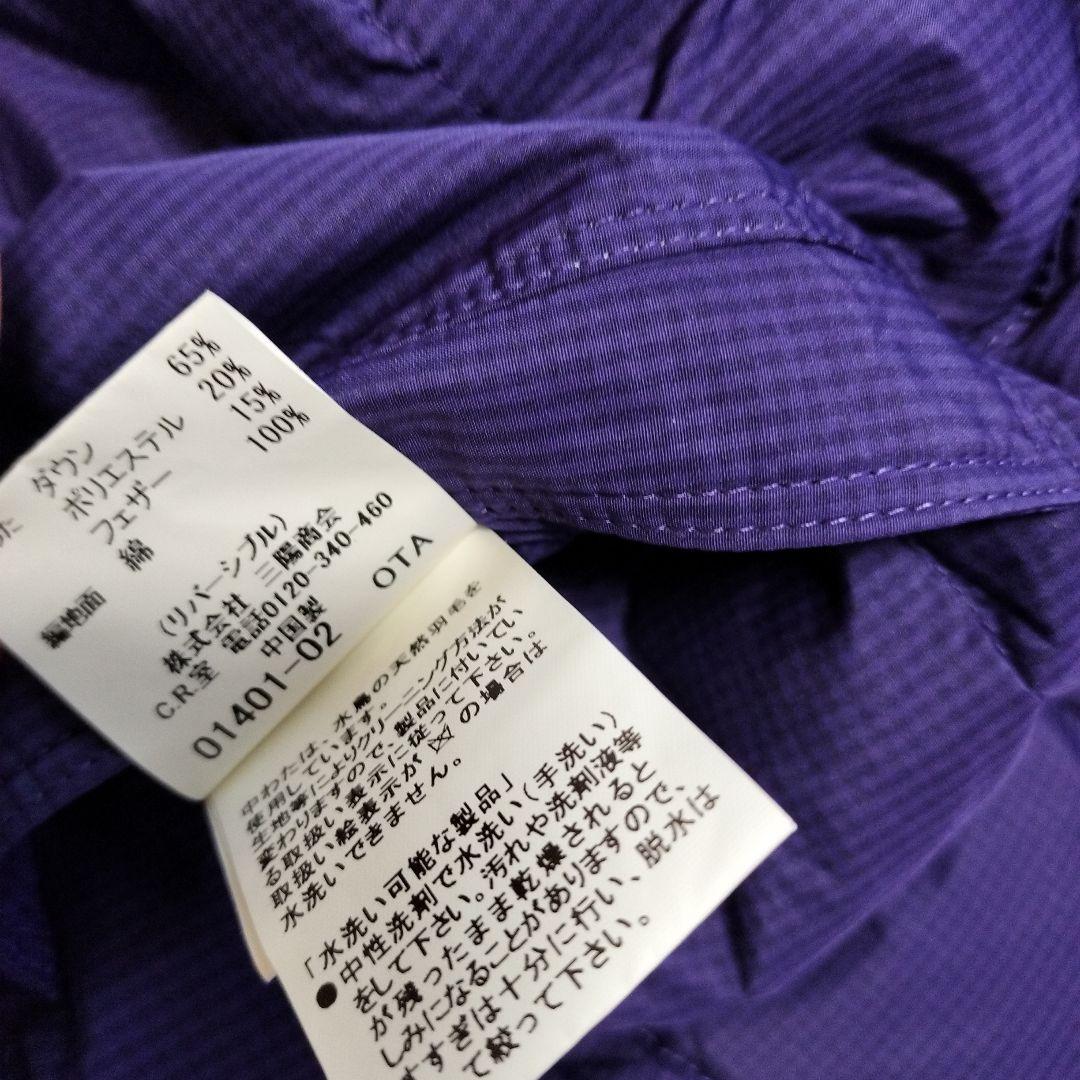 た ダウン 65%
ポリエステル 20%
フェザー 15%
編地面 綿 100%
(リバーシブル)
株式会社 三陽商会
C.R.室 電話0120-340-460
中国製
01401-02 OTA
中わたは、水鳥の天然羽毛を
使用しています。
生地等によりクリーニング方法が
変わりますので、製品に付いてい
る取扱い表示に従って下さい。
取扱い絵表示が の場合は
水洗いできません。
「水洗い可能な製品」
●中性洗剤で水洗い(手洗い)
をして下さい。汚れや洗剤液等
が残ったまま乾燥されると
しみになることがありますので、
すすぎは十分に行い、脱水は
て絞って下さい。